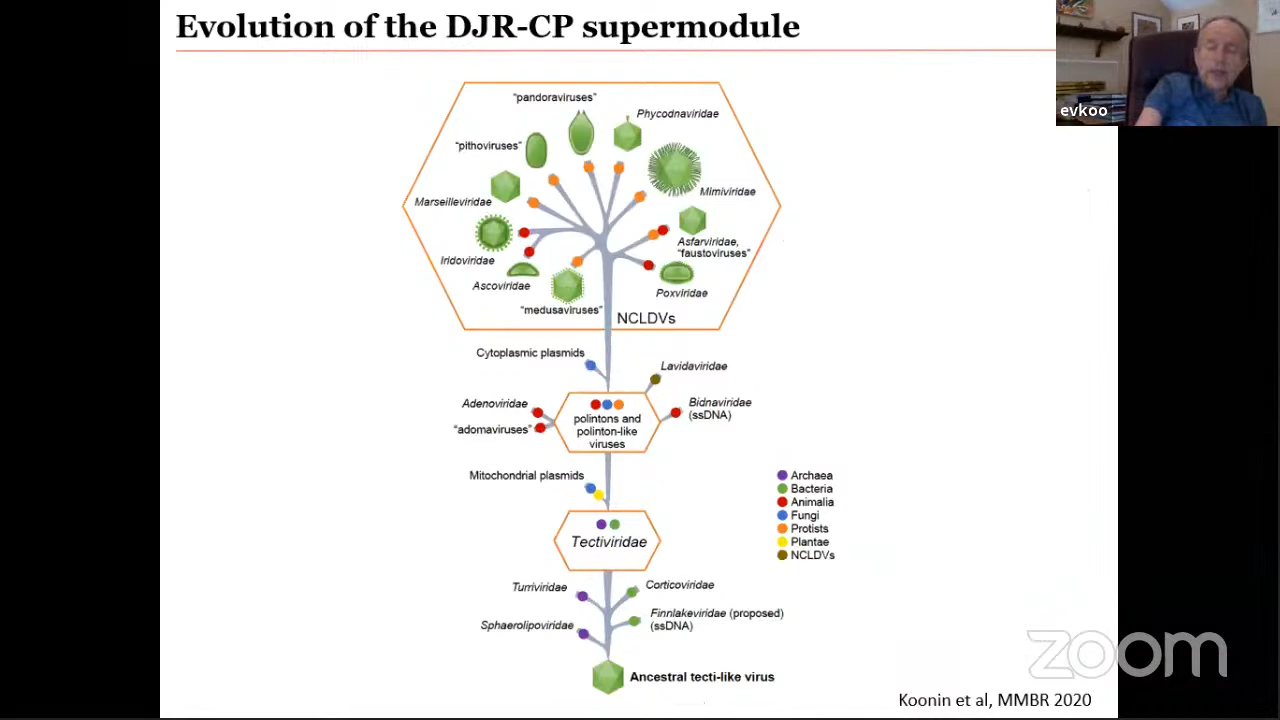 Evolution of the DJR-CP supermodule
evkoo
"pandoraviruses"
Phycodnaviridae
"pithoviruses"
Mimiviridae
Marseilleviridae
Asfarviridae,
"faustoviruses"
Iridoviridae
Ascoviridae
Poxviridae
"medusaviruses"
NCLDVs
Cytoplasmic plasmids
Lavidaviridae
Adenoviridae
"adomaviruses"
polintons and
polinton-like
viruses
Bidnaviridae
(ssDNA)
Mitochondrial plasmids
Tectiviridae
Archaea
Bacteria
Animalia
Fungi
Protists
Plantae
NCLDVs
Turriviridae
Corticoviridae
Sphaerolipoviridae
Finnlakeviridae (proposed)
(ssDNA)
Ancestral tecti-like virus
zoom
Koonin et al, MMBR 2020